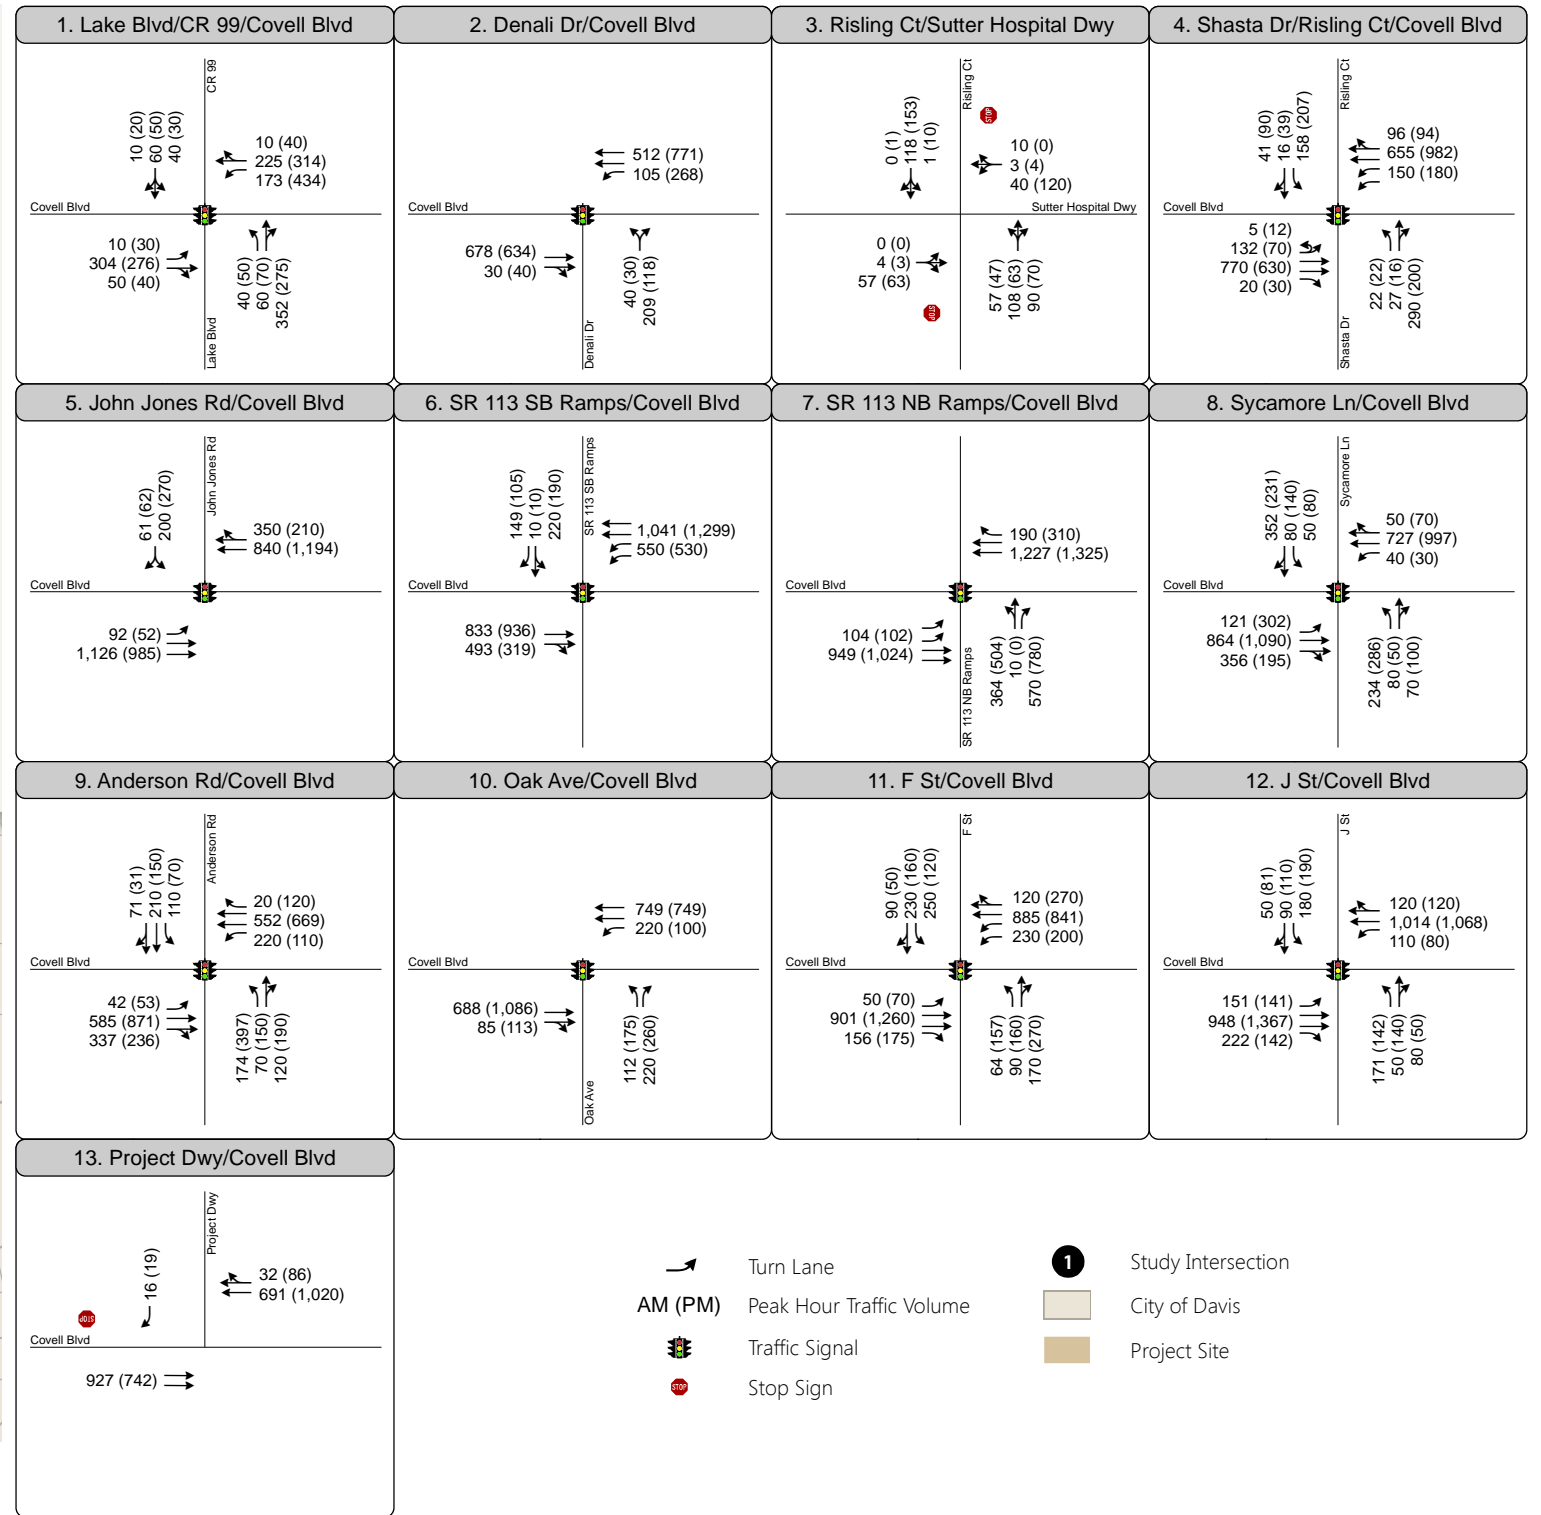 1. Lake Blvd/CR 99/Covell Blvd
CR 99
10 (20)
60 (50)
40 (30)
10 (40)
225 (314)
173 (434)
Covell Blvd
10 (30)
304 (276)
50 (40)
40 (50)
60 (70)
352 (275)
Lake Blvd
2. Denali Dr/Covell Blvd
512 (771)
105 (268)
Covell Blvd
678 (634)
30 (40)
40 (30)
209 (118)
Denali Dr
3. Risling Ct/Sutter Hospital Dwy
Risling Ct
STOP
0 (1)
118 (153)
1 (10)
10 (0)
3 (4)
40 (120)
Sutter Hospital Dwy
0 (0)
4 (3)
57 (63)
STOP
57 (47)
108 (63)
90 (70)
4. Shasta Dr/Risling Ct/Covell Blvd
Risling Ct
41 (90)
16 (39)
158 (207)
96 (94)
655 (982)
150 (180)
Covell Blvd
5 (12)
132 (70)
770 (630)
20 (30)
22 (22)
27 (16)
290 (200)
Shasta Dr
5. John Jones Rd/Covell Blvd
John Jones Rd
61 (62)
200 (270)
350 (210)
840 (1,194)
Covell Blvd
92 (52)
1,126 (985)
6. SR 113 SB Ramps/Covell Blvd
SR 113 SB Ramps
149 (105)
10 (10)
220 (190)
1,041 (1,299)
550 (530)
Covell Blvd
833 (936)
493 (319)
7. SR 113 NB Ramps/Covell Blvd
190 (310)
1,227 (1,325)
Covell Blvd
104 (102)
949 (1,024)
364 (504)
10 (0)
570 (780)
SR 113 NB Ramps
8. Sycamore Ln/Covell Blvd
Sycamore Ln
352 (231)
80 (140)
50 (80)
50 (70)
727 (997)
40 (30)
Covell Blvd
121 (302)
864 (1,090)
356 (195)
234 (286)
80 (50)
70 (100)
9. Anderson Rd/Covell Blvd
Anderson Rd
71 (31)
210 (150)
110 (70)
20 (120)
552 (669)
220 (110)
Covell Blvd
42 (53)
585 (871)
337 (236)
174 (397)
70 (150)
120 (190)
10. Oak Ave/Covell Blvd
749 (749)
220 (100)
Covell Blvd
688 (1,086)
85 (113)
112 (175)
220 (260)
Oak Ave
11. F St/Covell Blvd
F St
90 (50)
230 (160)
250 (120)
120 (270)
885 (841)
230 (200)
Covell Blvd
50 (70)
901 (1,260)
156 (175)
64 (157)
90 (160)
170 (270)
12. J St/Covell Blvd
J St
50 (81)
90 (110)
180 (190)
120 (120)
1,014 (1,068)
110 (80)
Covell Blvd
151 (141)
948 (1,367)
222 (142)
171 (142)
50 (140)
80 (50)
13. Project Dwy/Covell Blvd
Project Dwy
16 (19)
32 (86)
691 (1,020)
STOP
Covell Blvd
927 (742)
Turn Lane
AM (PM) Peak Hour Traffic Volume
Traffic Signal
STOP Stop Sign
1 Study Intersection
City of Davis
Project Site